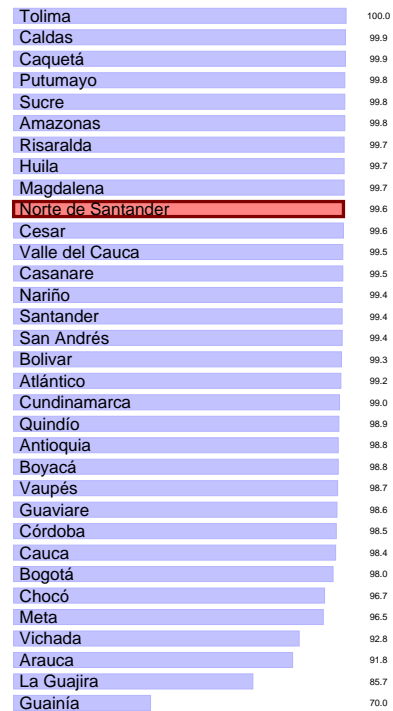 Tolima 100.0
Caldas 99.9
Caquetá 99.9
Putumayo 99.8
Sucre 99.8
Amazonas 99.8
Risaralda 99.7
Huila 99.7
Magdalena 99.7
Norte de Santander 99.6
Cesar 99.6
Valle del Cauca 99.5
Casanare 99.5
Nariño 99.4
Santander 99.4
San Andrés 99.4
Bolivar 99.3
Atlántico 99.2
Cundinamarca 99.0
Quindío 98.9
Antioquia 98.8
Boyacá 98.8
Vaupés 98.7
Guaviare 98.6
Córdoba 98.5
Cauca 98.4
Bogotá 98.0
Chocó 96.7
Meta 96.5
Vichada 92.8
Arauca 91.8
La Guajira 85.7
Guainía 70.0